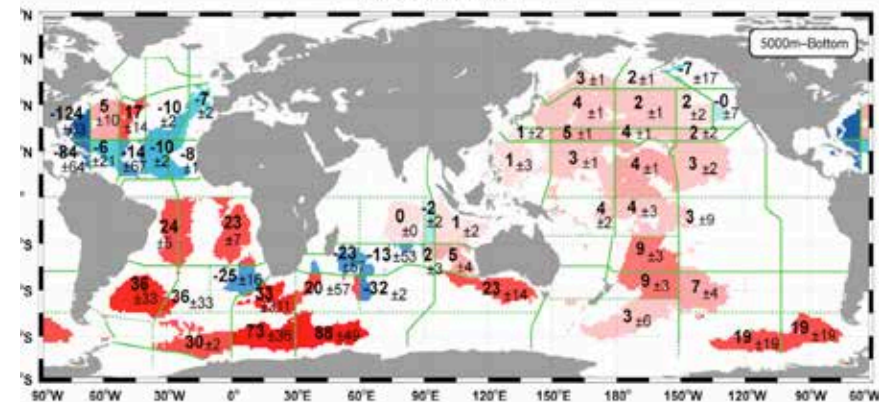 °N
5000m–Bottom
°N
3 ±1 2 ±1 -7 ±17
°N
-124 5 ±10 17 ±14 -10 ±2 -7 ±2 4 ±1 2 ±1 2 ±2 -0 ±7
1 ±2 5 ±1 4 ±1 2 ±2
°N
-84 ±64 -6 ±21 -14 ±67 -10 ±2 -8 ±1 1 ±3 3 ±1 4 ±1 3 ±2
24 ±5 23 ±7 0 ±0 -2 ±2 1 ±2 4 ±2 4 ±3 3 ±9
°S
-23 ±57 -13 ±53 2 ±3 5 ±4 9 ±3
°S
36 ±33 36 ±33 -25 ±16 33 20 ±57 -32 ±2 23 ±14 9 ±3 7 ±4
3 ±6
°S
30 ±2 73 ±36 88 ±49 19 ±19 19 ±19
°S
90°W 60°W 30°W 0° 30°E 60°E 90°E 120°E 150°E 180° 150°W 120°W 90°W 60°W